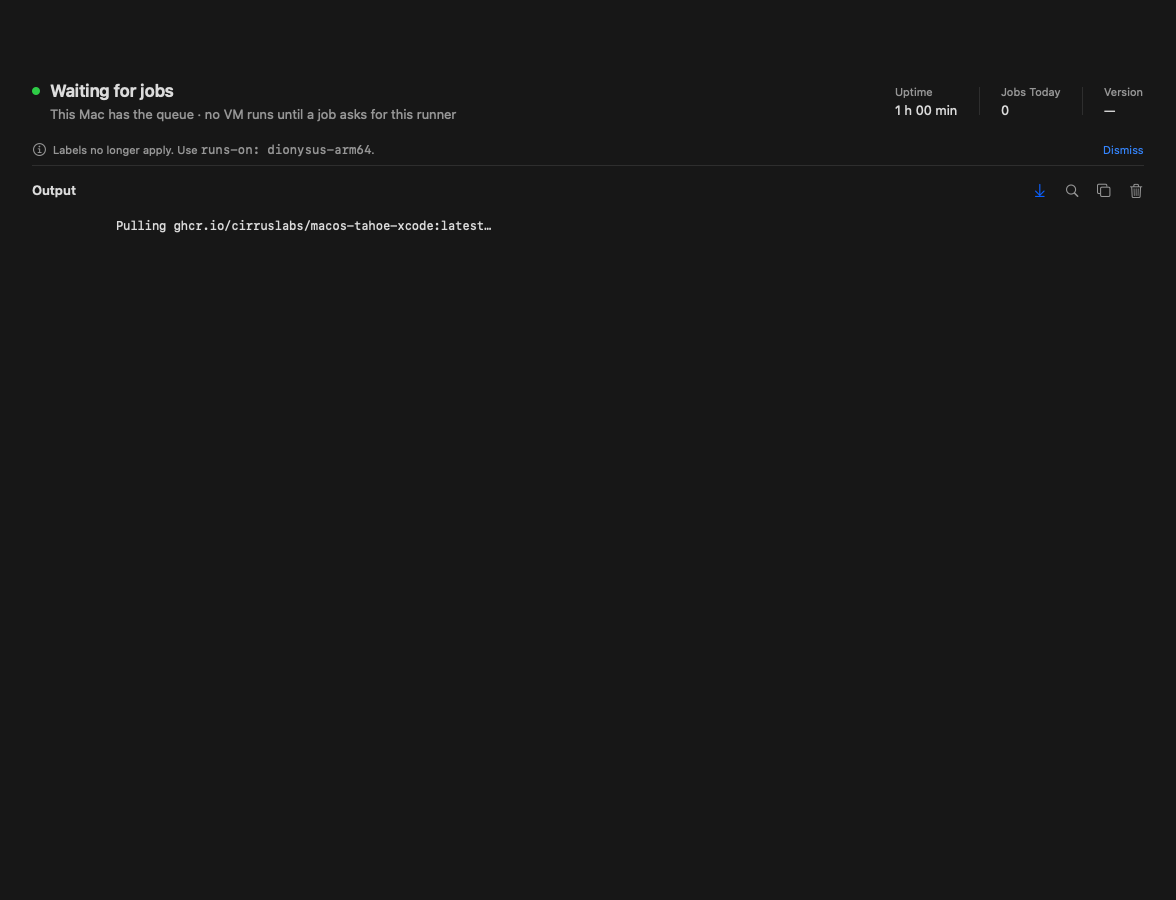 Waiting for jobs
This Mac has the queue · no VM runs until a job asks for this runner
Uptime
1 h 00 min
Jobs Today
0
Version
—
Labels no longer apply. Use runs-on: dionysus-arm64.
Dismiss
Output
Pulling ghcr.io/cirruslabs/macos-tahoe-xcode:latest…